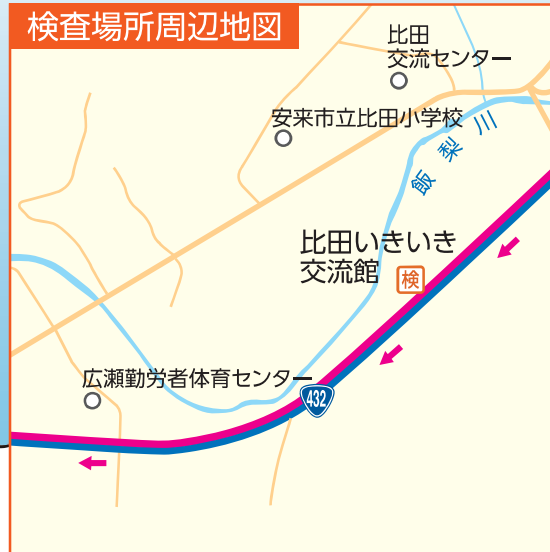 検査場所周辺地図
比田
交流センター
安来市立比田小学校
飯梨川
比田いきいき
交流館
検
広瀬勤労者体育センター
432